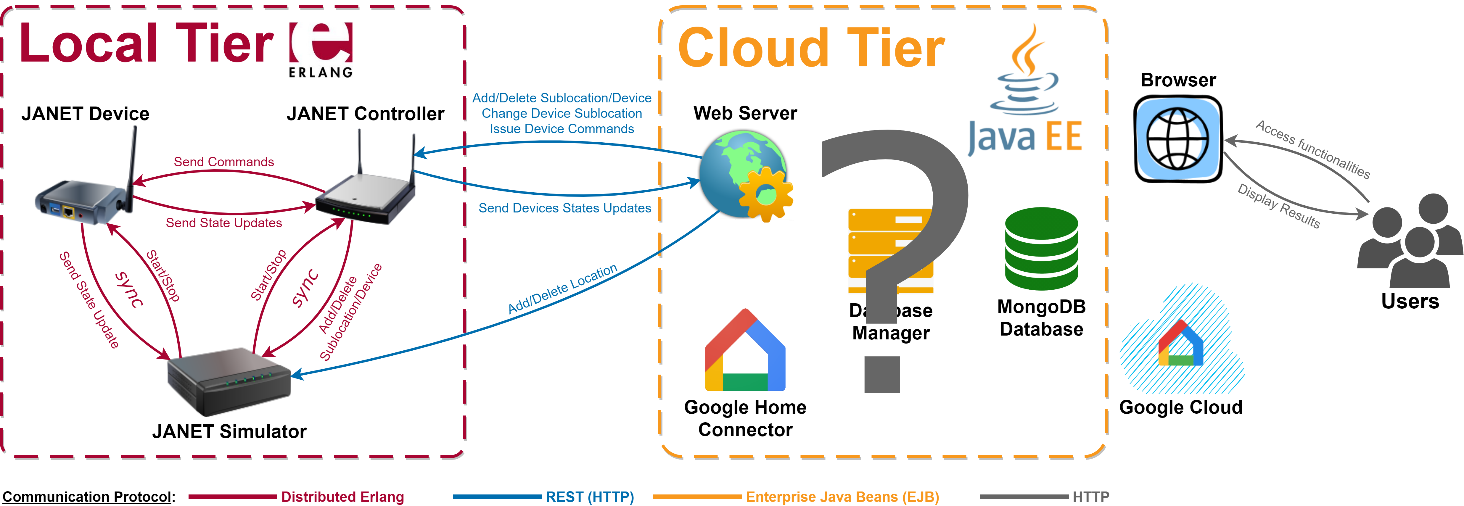 Local Tier
ERLANG
Cloud Tier
Java EE
JANET Device
JANET Controller
Send Commands
Send State Updates
Send State Update
sync
Start/Stop
Start/Stop
sync
Add/Delete
Sublocation/Device
JANET Simulator
Add/Delete Sublocation/Device
Change Device Sublocation
Issue Device Commands
Send Devices States Updates
Add/Delete Location
Web Server
?
Database
Manager
MongoDB
Database
Google Home
Connector
Browser
Access functionalities
Display Results
Users
Google Cloud
Communication Protocol:
Distributed Erlang
REST (HTTP)
Enterprise Java Beans (EJB)
HTTP